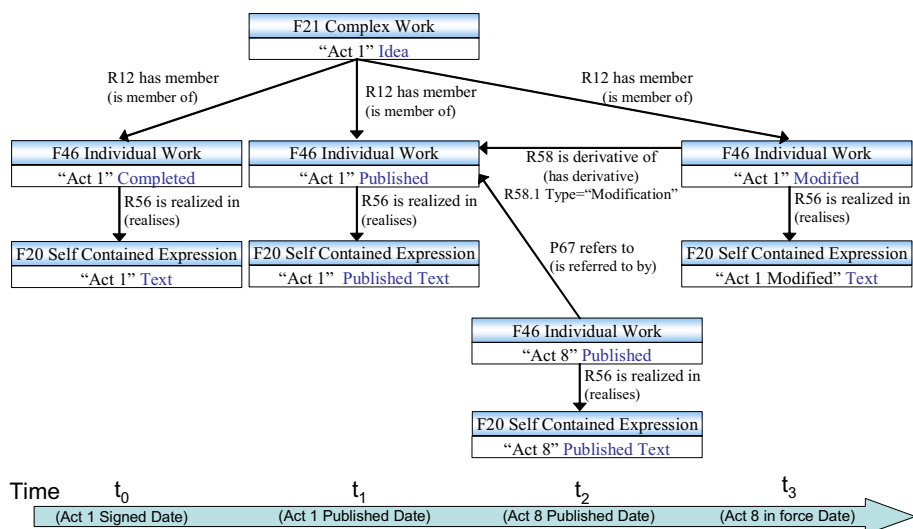 F21 Complex Work
“Act 1” Idea
R12 has member
(is member of)
R12 has member
(is member of)
R12 has member
(is member of)
F46 Individual Work
“Act 1” Completed
F46 Individual Work
“Act 1” Published
R58 is derivative of
(has derivative)
R58.1 Type=“Modification”
F46 Individual Work
“Act 1” Modified
R56 is realized in
(realises)
R56 is realized in
(realises)
R56 is realized in
(realises)
F20 Self Contained Expression
“Act 1” Text
F20 Self Contained Expression
“Act 1” Published Text
P67 refers to
(is referred to by)
F20 Self Contained Expression
“Act 1 Modified” Text
F46 Individual Work
“Act 8” Published
R56 is realized in
(realises)
F20 Self Contained Expression
“Act 8” Published Text
Time t0 t1 t2 t3
(Act 1 Signed Date) (Act 1 Published Date) (Act 8 Published Date) (Act 8 in force Date)